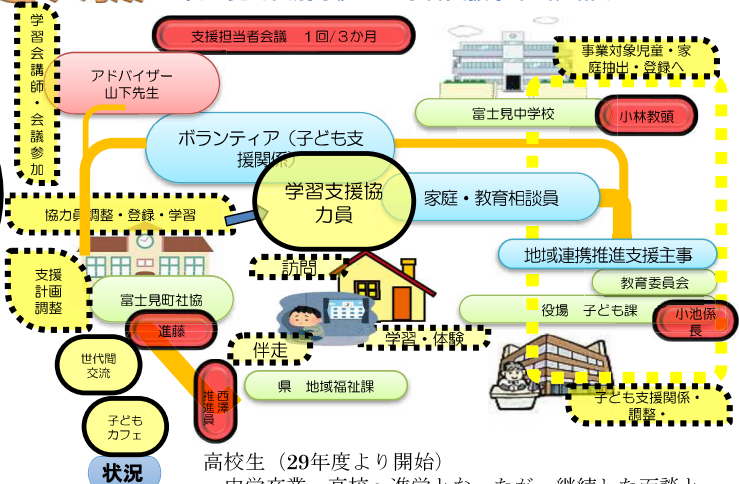 学
習
会
講
師
・
会
議
参
加
支援担当者会議　１回/３か月
アドバイザー
山下先生
事業対象児童・家
庭抽出・登録へ
富士見中学校
小林教頭
ボランティア（子ども支
援関係）
学習支援協
力員
家庭・教育相談員
協力員調整・登録・学習
地域連携推進支援主事
教育委員会
支援
計画
調整
訪問
富士見町社協
役場　子ども課
小池係
長
進藤
学習・体験
伴走
世代間
交流
県　地域福祉課
西澤
推進員
子ども支援関係・
調整・
子ども
カフェ
状況
高校生（29年度より開始）